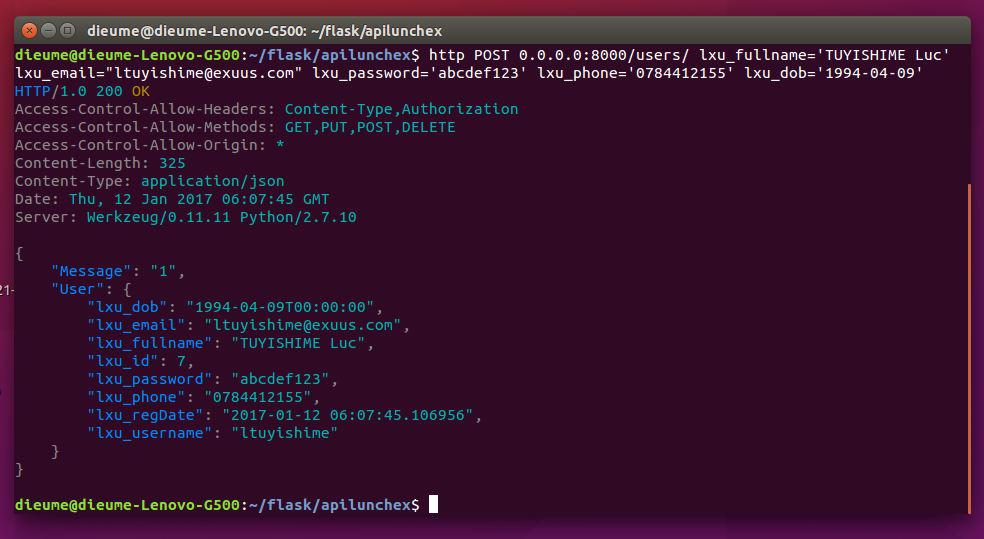 dieume@dieume-Lenovo-G500: ~/flask/apilunchex
dieume@dieume-Lenovo-G500:~/flask/apilunchex$ http POST 0.0.0.0:8000/users/ lxu_fullname='TUYISHIME Luc'
lxu_email="ltuyishime@exuus.com" lxu_password='abcdef123' lxu_phone='0784412155' lxu_dob='1994-04-09'
HTTP/1.0 200 OK
Access-Control-Allow-Headers: Content-Type,Authorization
Access-Control-Allow-Methods: GET,PUT,POST,DELETE
Access-Control-Allow-Origin: *
Content-Length: 325
Content-Type: application/json
Date: Thu, 12 Jan 2017 06:07:45 GMT
Server: Werkzeug/0.11.11 Python/2.7.10
{
    "Message": "1",
21-
    "User": {
        "lxu_dob": "1994-04-09T00:00:00",
        "lxu_email": "ltuyishime@exuus.com",
        "lxu_fullname": "TUYISHIME Luc",
        "lxu_id": 7,
        "lxu_password": "abcdef123",
        "lxu_phone": "0784412155",
        "lxu_regDate": "2017-01-12 06:07:45.106956",
        "lxu_username": "ltuyishime"
    }
}
dieume@dieume-Lenovo-G500:~/flask/apilunchex$